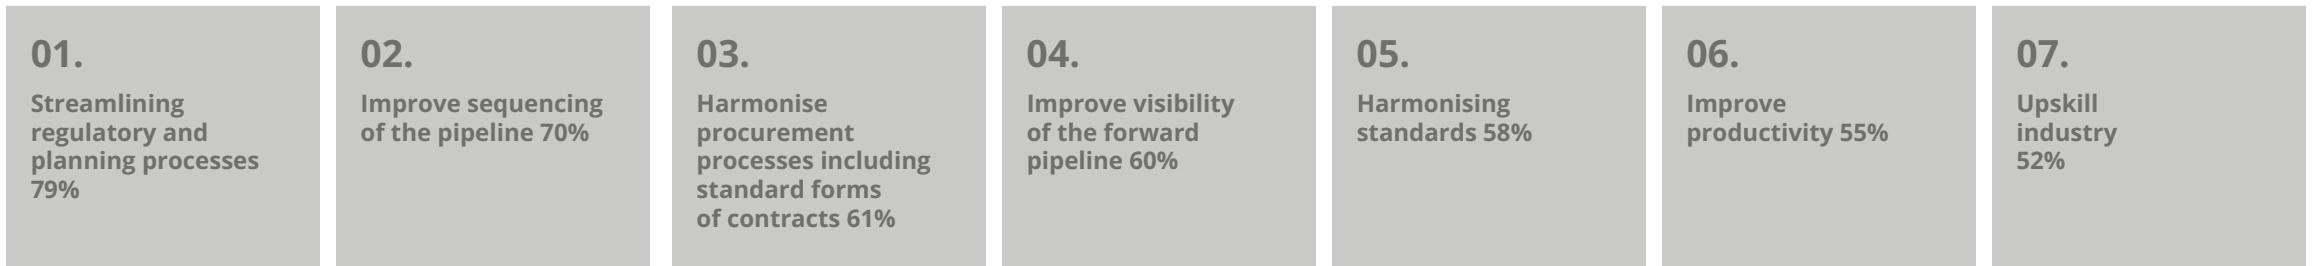 01.
Streamlining
regulatory and
planning processes
79%
02.
Improve sequencing
of the pipeline 70%
03.
Harmonise
procurement
processes including
standard forms
of contracts 61%
04.
Improve visibility
of the forward
pipeline 60%
05.
Harmonising
standards 58%
06.
Improve
productivity 55%
07.
Upskill
industry
52%